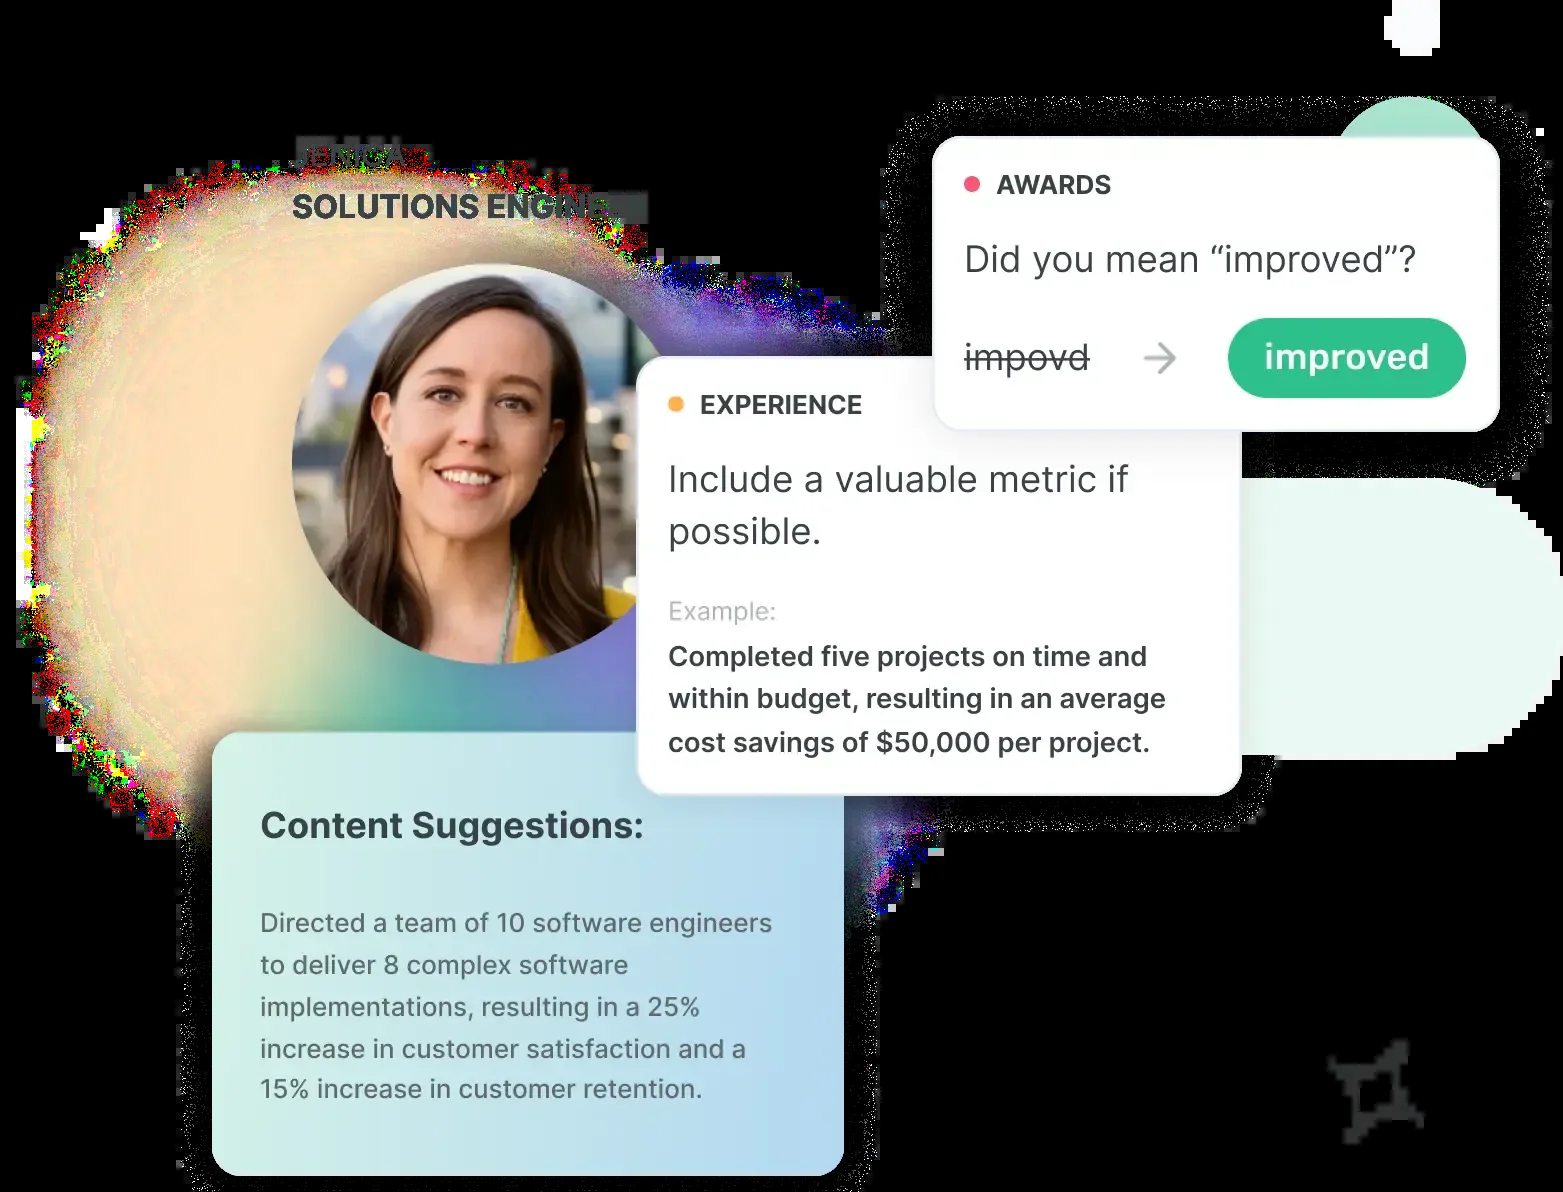 SOLUTIONS
AWARDS
Did you mean “improved”?
impovd → improved
EXPERIENCE
Include a valuable metric if
possible.
Example:
Completed five projects on time and
within budget, resulting in an average
cost savings of $50,000 per project.
Content Suggestions:
Directed a team of 10 software engineers
to deliver 8 complex software
implementations, resulting in a 25%
increase in customer satisfaction and a
15% increase in customer retention.